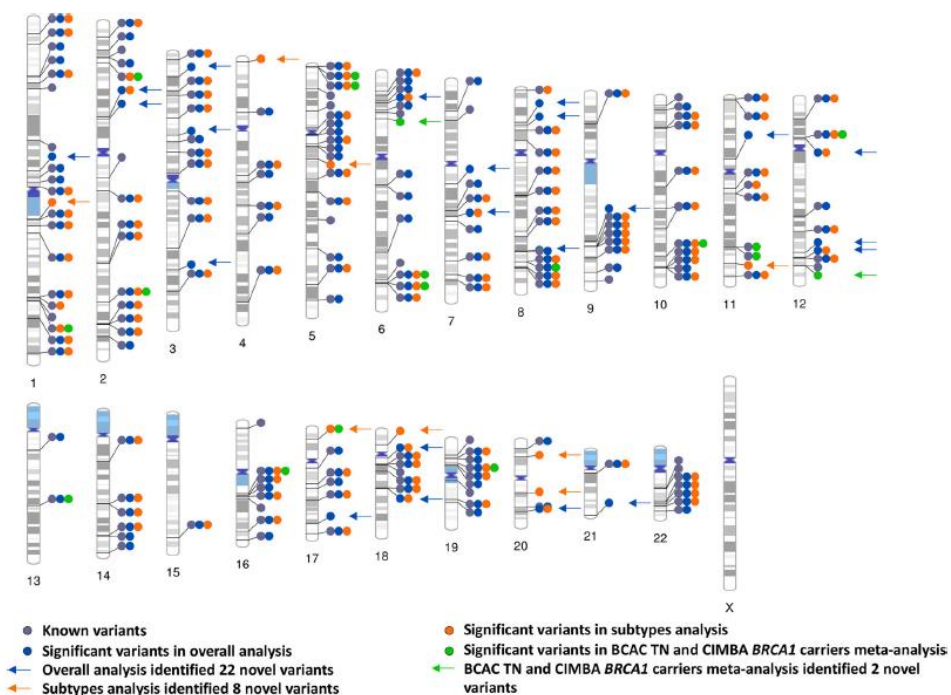 1
2
3
4
5
6
7
8
9
10
11
12
13
14
15
16
17
18
19
20
21
22
X
Known variants
Significant variants in overall analysis
Overall analysis identified 22 novel variants
Subtypes analysis identified 8 novel variants
Significant variants in subtypes analysis
Significant variants in BCAC TN and CIMBA BRCA1 carriers meta-analysis
BCAC TN and CIMBA BRCA1 carriers meta-analysis identified 2 novel
variants